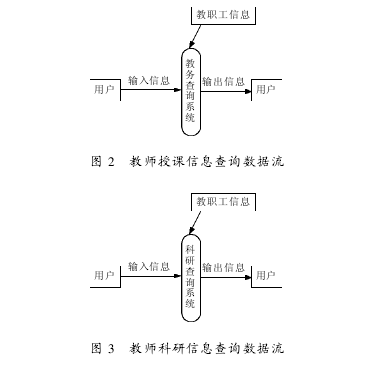 教职工信息
用户
输入信息
教务查询系统
输出信息
用户
图 2 教师授课信息查询数据流
教职工信息
用户
输入信息
科研查询系统
输出信息
用户
图 3 教师科研信息查询数据流